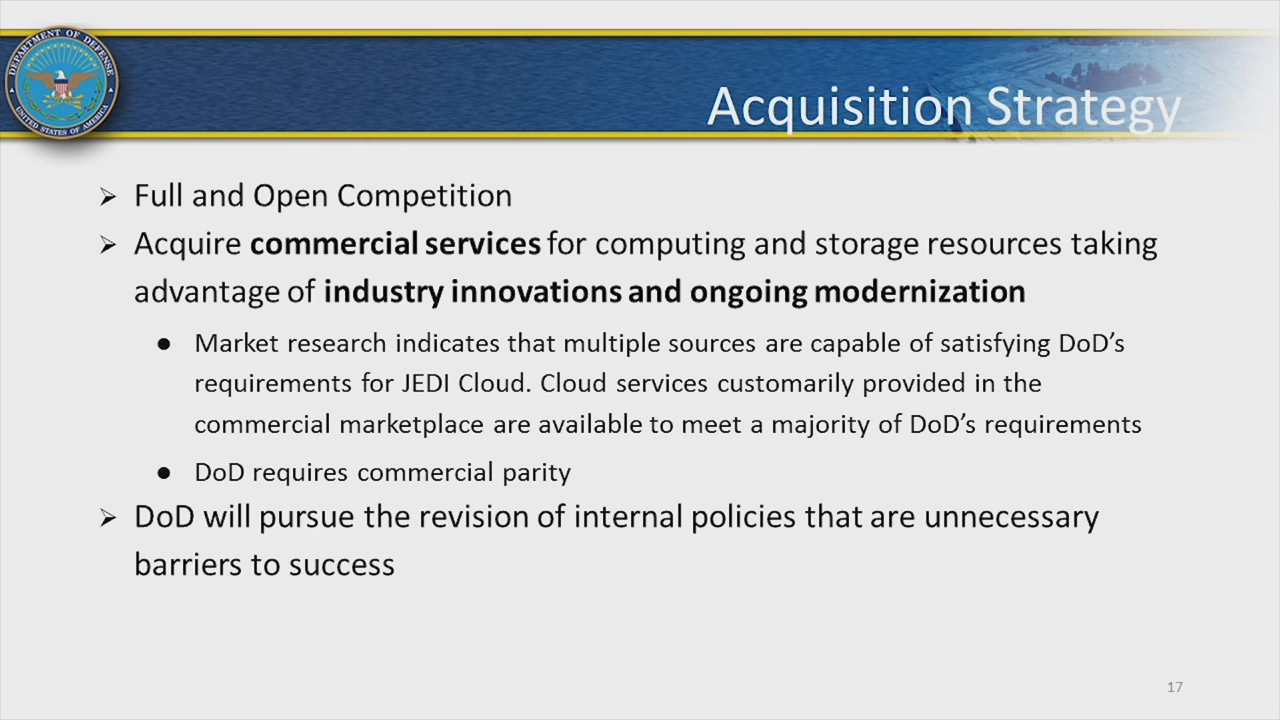 DEPARTMENT OF DEFENSE
UNITED STATES OF AMERICA
Acquisition Strategy
➢ Full and Open Competition
➢ Acquire commercial services for computing and storage resources taking
advantage of industry innovations and ongoing modernization
● Market research indicates that multiple sources are capable of satisfying DoD’s
requirements for JEDI Cloud. Cloud services customarily provided in the
commercial marketplace are available to meet a majority of DoD’s requirements
● DoD requires commercial parity
➢ DoD will pursue the revision of internal policies that are unnecessary
barriers to success
17